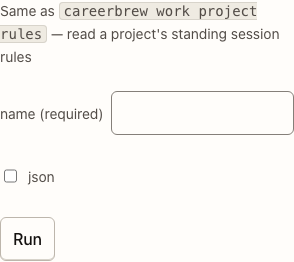 Same as careerbrew work project
rules — read a project's standing session
rules
name (required)
json
Run